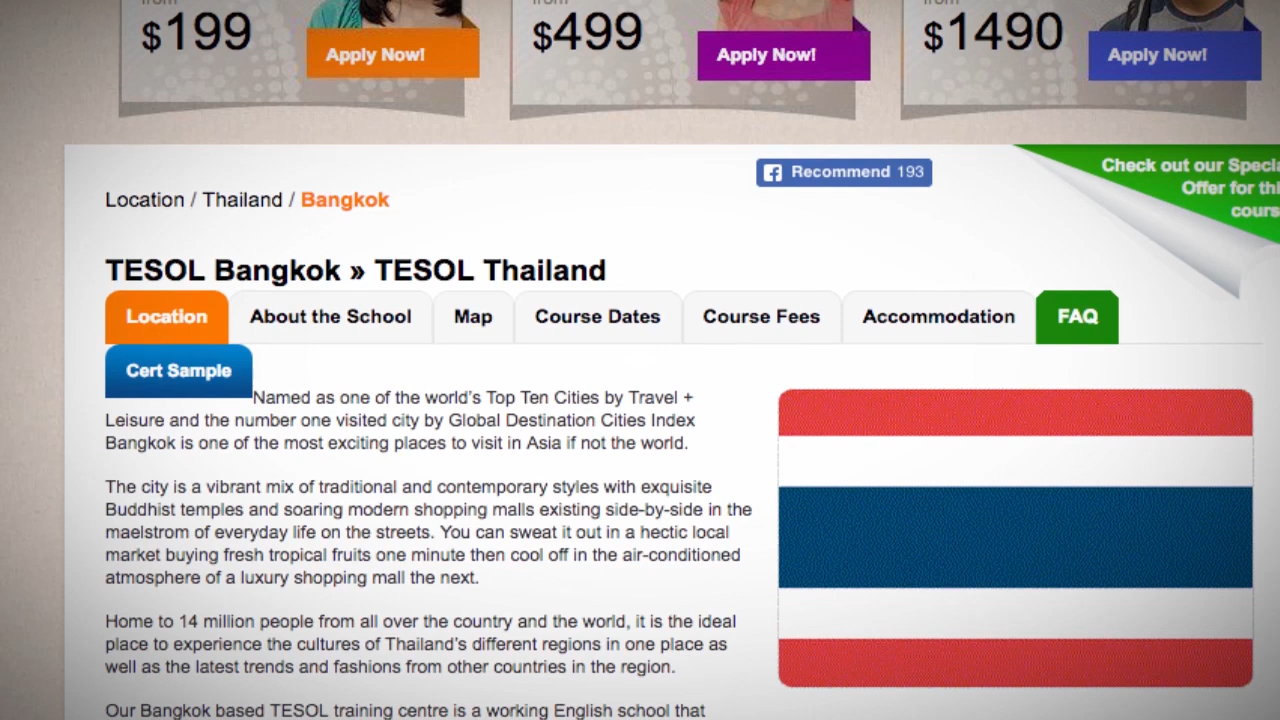 from from from
$199 $499 $1490
Apply Now! Apply Now! Apply Now!
Recommend 193
Check out our
Offer for
Location / Thailand / Bangkok
TESOL Bangkok » TESOL Thailand
Location About the School Map Course Dates Course Fees Accommodation FAQ
Cert Sample
Named as one of the world's Top Ten Cities by Travel +
Leisure and the number one visited city by Global Destination Cities Index
Bangkok is one of the most exciting places to visit in Asia if not the world.
The city is a vibrant mix of traditional and contemporary styles with exquisite
Buddhist temples and soaring modern shopping malls existing side-by-side in the
maelstrom of everyday life on the streets. You can sweat it out in a hectic local
market buying fresh tropical fruits one minute then cool off in the air-conditioned
atmosphere of a luxury shopping mall the next.
Home to 14 million people from all over the country and the world, it is the ideal
place to experience the cultures of Thailand's different regions in one place as
well as the latest trends and fashions from other countries in the region.
Our Bangkok based TESOL training centre is a working English school that